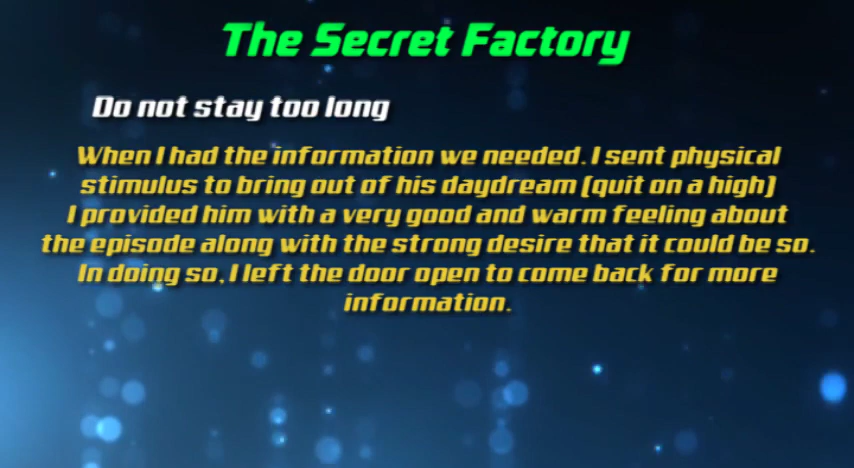 The Secret Factory
Do not stay too long
When I had the information we needed. I sent physical
stimulus to bring out of his daydream (quit on a high)
I provided him with a very good and warm feeling about
the episode along with the strong desire that it could be so.
In doing so, I left the door open to come back for more
information.